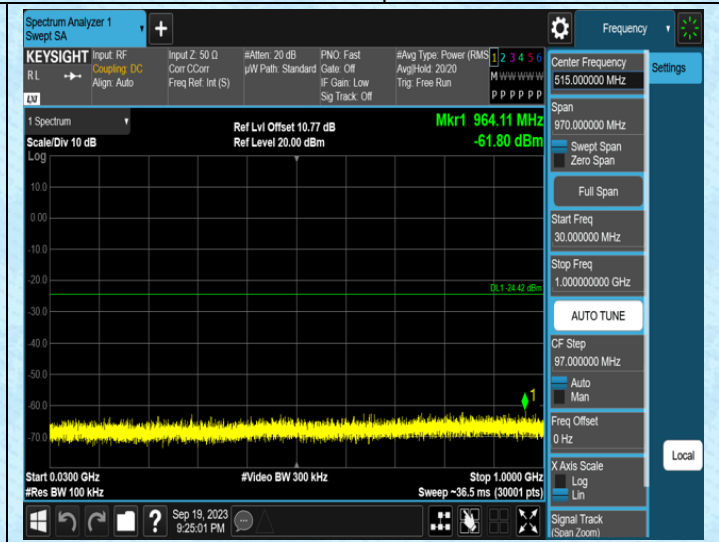 Spectrum Analyzer 1
Swept SA
+
Frequency
KEYSIGHT
RL
LXI
Input: RF
Coupling: DC
Align: Auto
Input Z: 50 Ω
Corr CCorr
Freq Ref: Int (S)
#Atten: 20 dB
µW Path: Standard
PNO: Fast
Gate: Off
IF Gain: Low
Sig Track: Off
#Avg Type: Power (RMS
Avg|Hold: 20/20
Trig: Free Run
1 2 3 4 5 6
M W W W W W
P P P P P P
1 Spectrum
Scale/Div 10 dB
Ref Lvl Offset 10.77 dB
Ref Level 20.00 dBm
Mkr1 964.11 MHz
-61.80 dBm
Log
10.0
0.00
-10.0
-20.0
DL1 -24.42 dBm
-30.0
-40.0
-50.0
-60.0
1
-70.0
Start 0.0300 GHz
#Res BW 100 kHz
#Video BW 300 kHz
Stop 1.0000 GHz
Sweep ~36.5 ms (30001 pts)
?
Sep 19, 2023
9:25:01 PM
Center Frequency
515.000000 MHz
Span
970.000000 MHz
Swept Span
Zero Span
Full Span
Start Freq
30.000000 MHz
Stop Freq
1.000000000 GHz
AUTO TUNE
CF Step
97.000000 MHz
Auto
Man
Freq Offset
0 Hz
X Axis Scale
Log
Lin
Signal Track
(Span Zoom)
Settings
Local